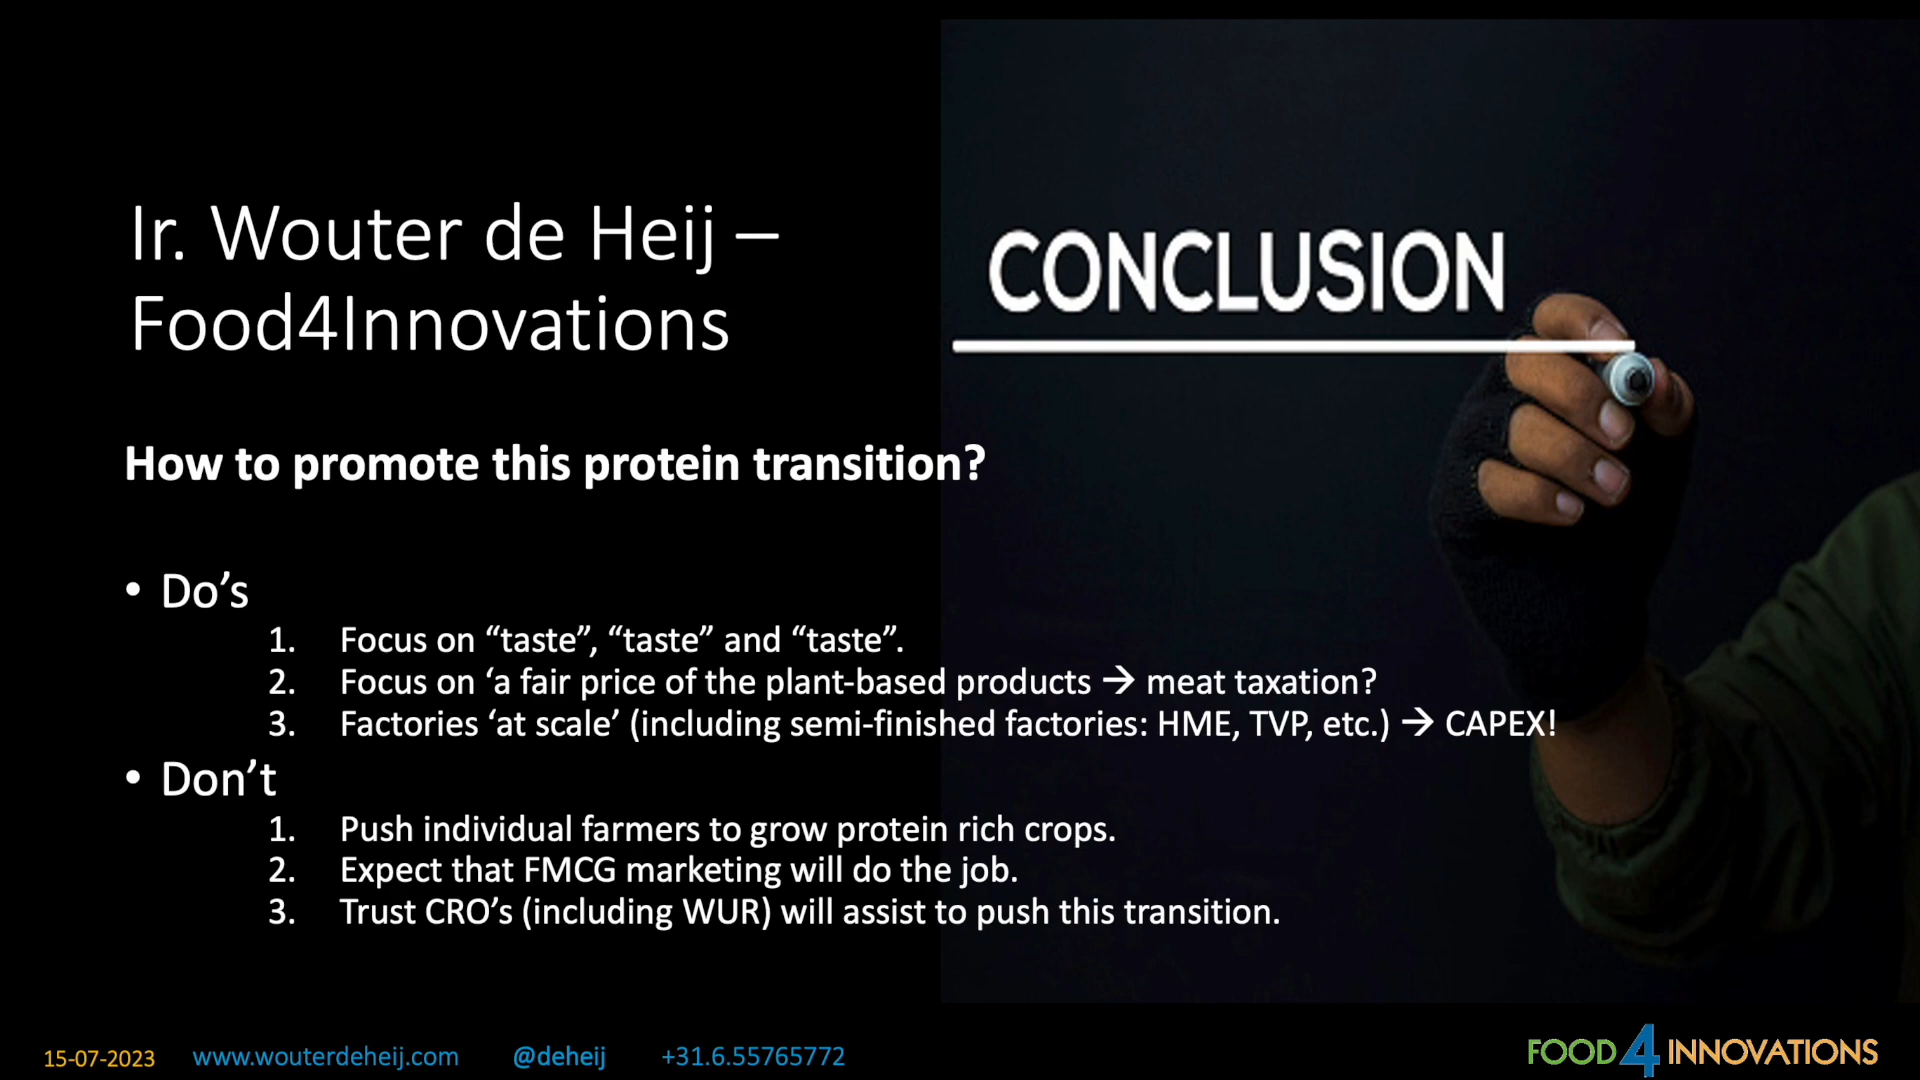 Ir. Wouter de Heij –
Food4Innovations
CONCLUSION
How to promote this protein transition?
• Do’s
1. Focus on “taste”, “taste” and “taste”.
2. Focus on ‘a fair price of the plant-based products → meat taxation?
3. Factories ‘at scale’ (including semi-finished factories: HME, TVP, etc.) → CAPEX!
• Don’t
1. Push individual farmers to grow protein rich crops.
2. Expect that FMCG marketing will do the job.
3. Trust CRO’s (including WUR) will assist to push this transition.
15-07-2023 www.wouterdeheij.com @deheij +31.6.55765772
FOOD4INNOVATIONS